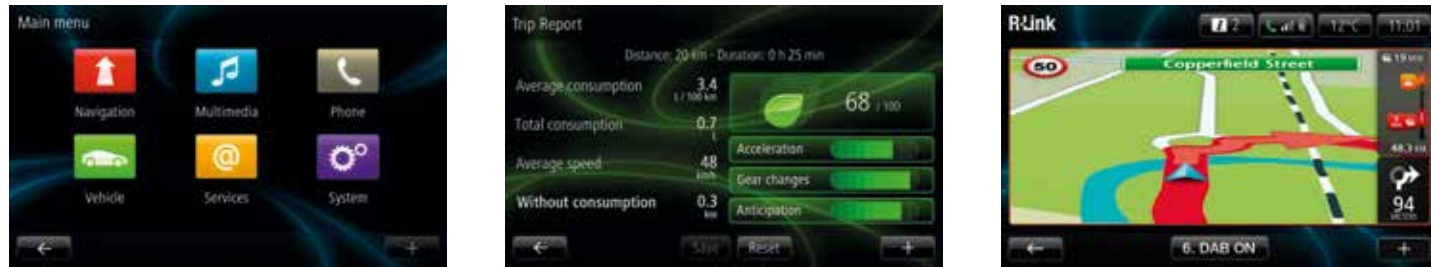 Main menu
Navigation
Multimedia
Phone
Vehicle
@
Services
System
Trip Report
Distance: 20 km - Duration: 0 h 25 min
Average consumption 3.4
L / 100 km
Total consumption 0.7
L
Average speed 48
km/h
Without consumption 0.3
km
68 / 100
Acceleration
Gear changes
Anticipation
Save Reset +
R-Link 2 12°C 11:01
50 Copperfield Street
48.3
94
METERS
6. DAB ON +